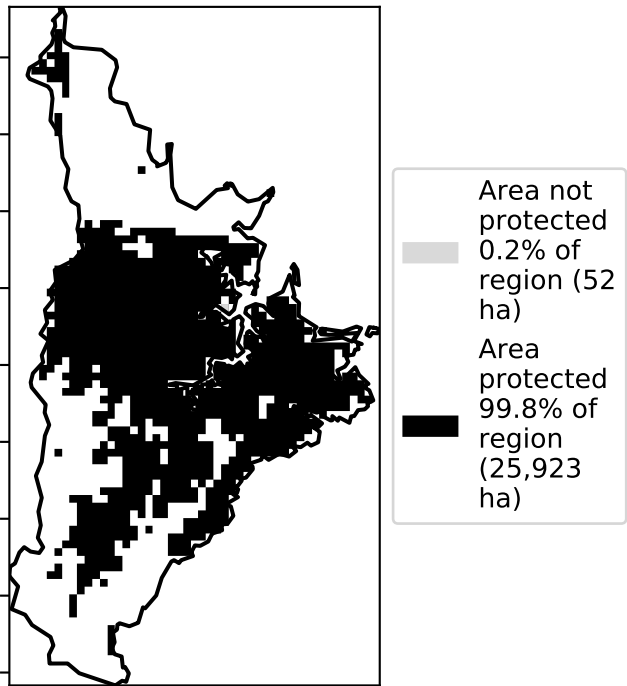 Area not
protected
0.2% of
region (52
ha)
Area
protected
99.8% of
region
(25,923
ha)